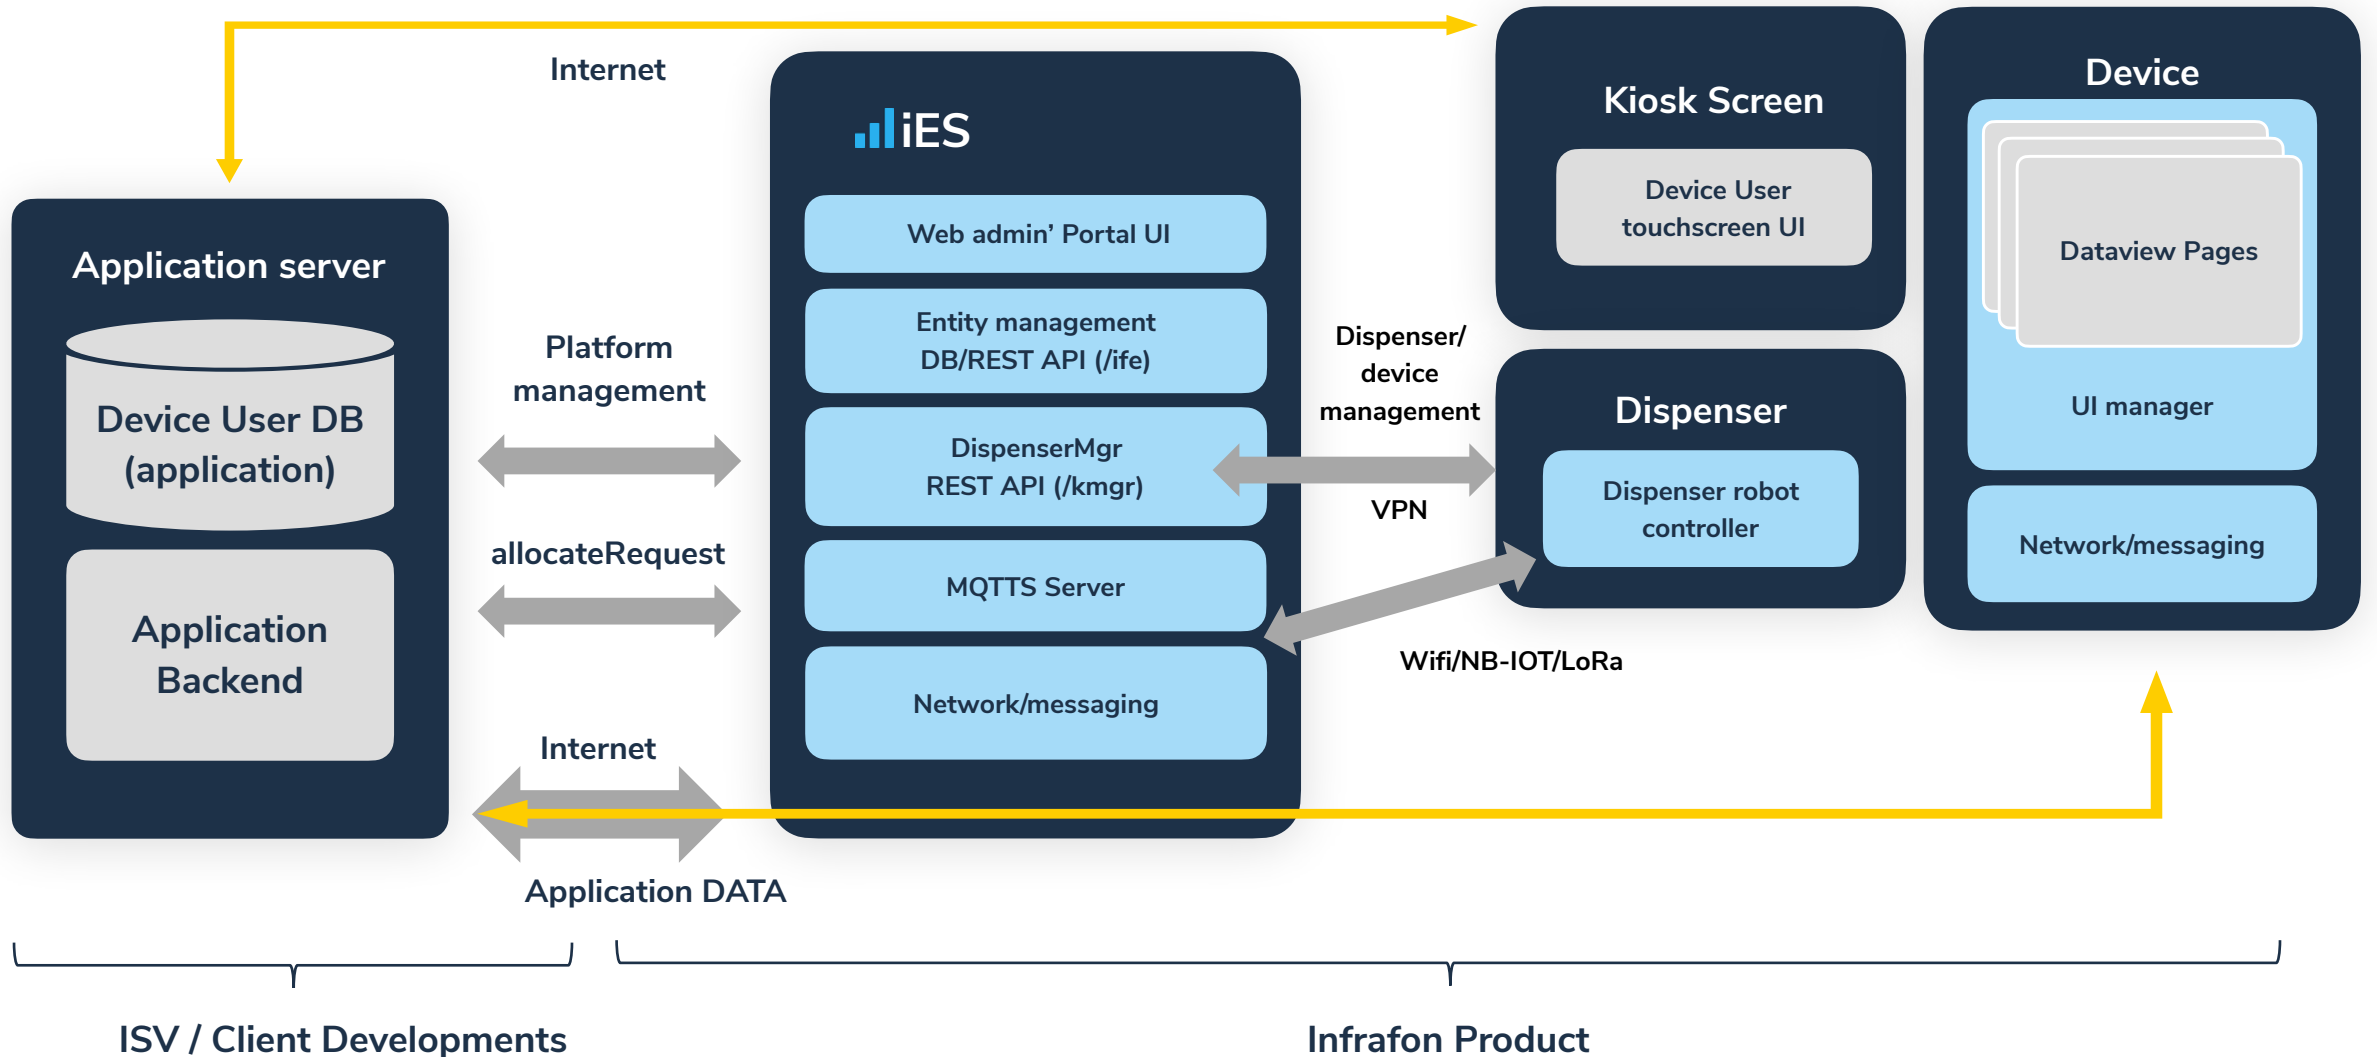 Internet
iES
Web admin’ Portal UI
Entity management
DB/REST API (/ife)
DispenserMgr
REST API (/kmgr)
MQTTS Server
Network/messaging
Application server
Device User DB
(application)
Application
Backend
Platform
management
allocateRequest
Internet
Application DATA
Dispenser/
device
management
VPN
Wifi/NB-IOT/LoRa
Kiosk Screen
Device User
touchscreen UI
Dispenser
Dispenser robot
controller
Device
Dataview Pages
UI manager
Network/messaging
ISV / Client Developments
Infrafon Product